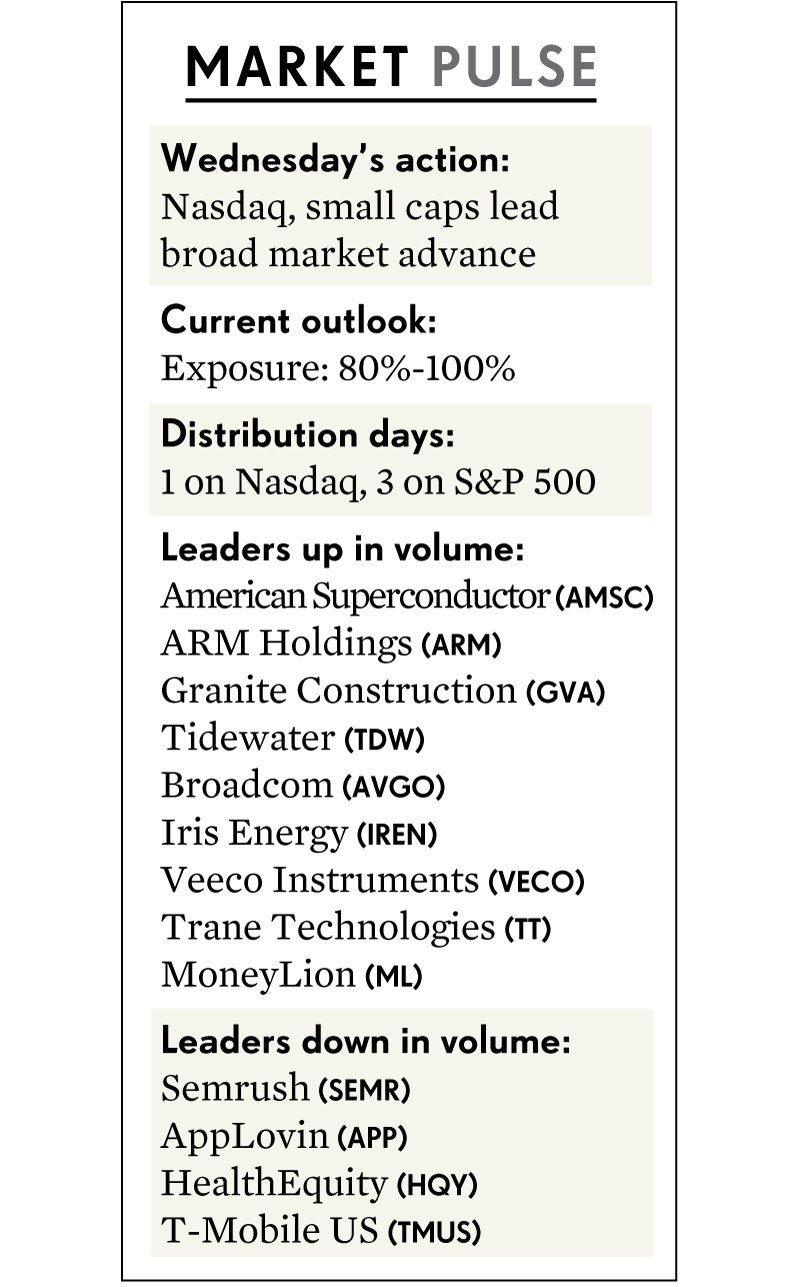 MARKET PULSE
Wednesday’s action:
Nasdaq, small caps lead
broad market advance
Current outlook:
Exposure: 80%-100%
Distribution days:
1 on Nasdaq, 3 on S&P 500
Leaders up in volume:
American Superconductor (AMSC)
ARM Holdings (ARM)
Granite Construction (GVA)
Tidewater (TDW)
Broadcom (AVGO)
Iris Energy (IREN)
Veeco Instruments (VECO)
Trane Technologies (TT)
MoneyLion (ML)
Leaders down in volume:
Semrush (SEMR)
AppLovin (APP)
HealthEquity (HQY)
T-Mobile US (TMUS)